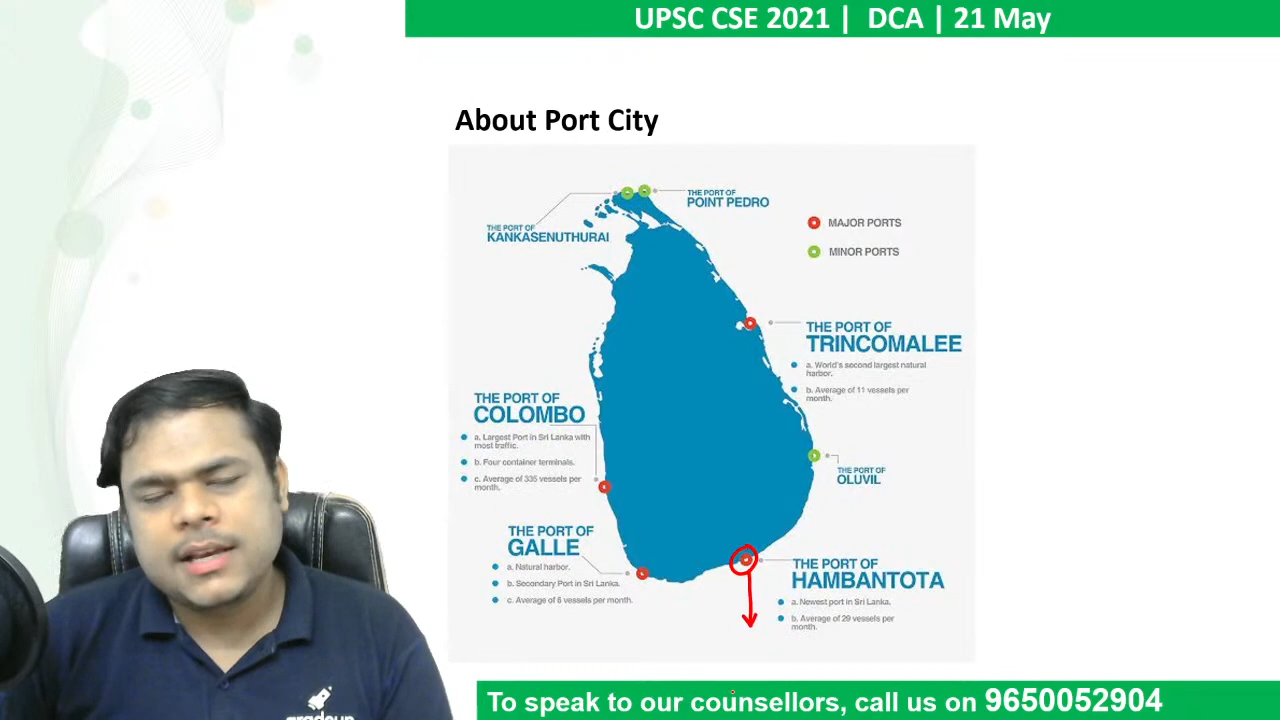 UPSC CSE 2021 | DCA | 21 May
About Port City
THE PORT OF
POINT PEDRO
THE PORT OF
KANKASENUTHURAI
MAJOR PORTS
MINOR PORTS
THE PORT OF
TRINCOMALEE
a. World's second largest natural
harbor.
b. Average of 11 vessels per
month.
THE PORT OF
COLOMBO
a. Largest Port in Sri Lanka with
most traffic.
b. Four container terminals.
c. Average of 335 vessels per
month.
THE PORT OF
OLUVIL
THE PORT OF
GALLE
a. Natural harbor.
b. Secondary Port in Sri Lanka.
c. Average of 6 vessels per month.
THE PORT OF
HAMBANTOTA
a. Newest port in Sri Lanka.
b. Average of 29 vessels per
month.
gradeup
To speak to our counsellors, call us on 9650052904